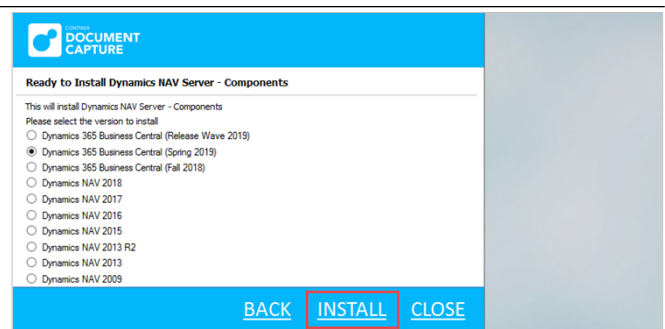 CONTINIA
DOCUMENT
CAPTURE
Ready to Install Dynamics NAV Server - Components
This will install Dynamics NAV Server - Components
Please select the version to install
Dynamics 365 Business Central (Release Wave 2019)
Dynamics 365 Business Central (Spring 2019)
Dynamics 365 Business Central (Fall 2018)
Dynamics NAV 2018
Dynamics NAV 2017
Dynamics NAV 2016
Dynamics NAV 2015
Dynamics NAV 2013 R2
Dynamics NAV 2013
Dynamics NAV 2009
BACK INSTALL CLOSE